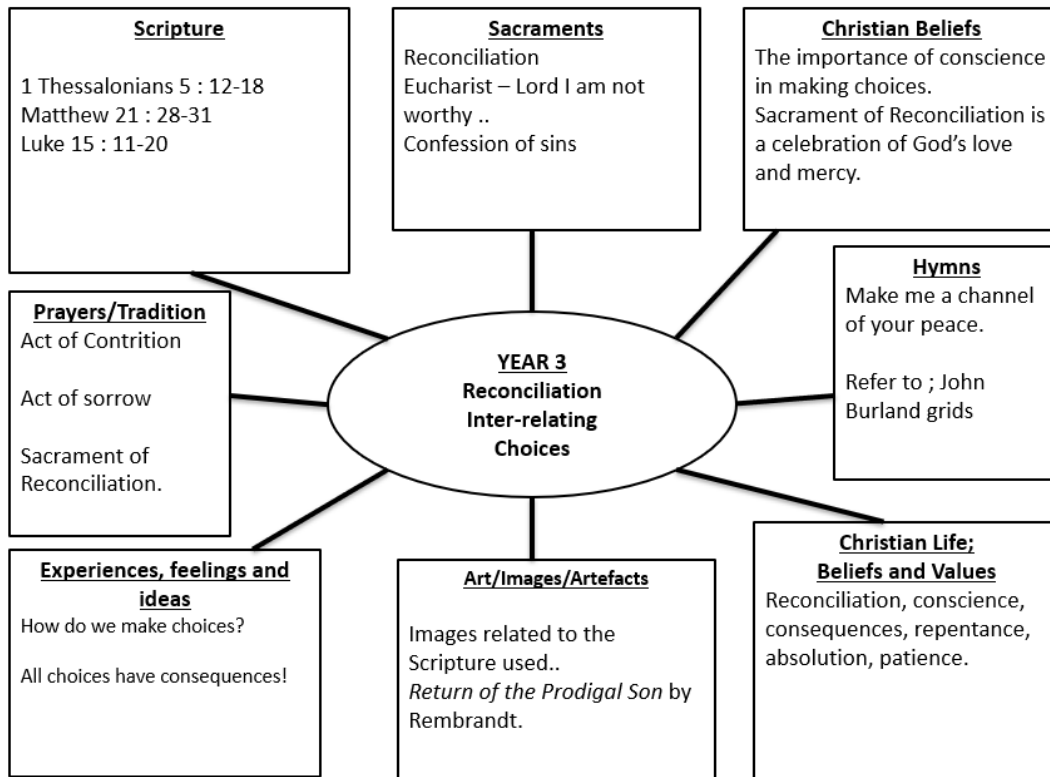 Scripture
1 Thessalonians 5 : 12-18
Matthew 21 : 28-31
Luke 15 : 11-20
Sacraments
Reconciliation
Eucharist – Lord I am not
worthy ..
Confession of sins
Christian Beliefs
The importance of conscience
in making choices.
Sacrament of Reconciliation is
a celebration of God’s love
and mercy.
Prayers/Tradition
Act of Contrition
Act of sorrow
Sacrament of
Reconciliation.
YEAR 3
Reconciliation
Inter-relating
Choices
Hymns
Make me a channel
of your peace.
Refer to ; John
Burland grids
Experiences, feelings and
ideas
How do we make choices?
All choices have consequences!
Art/Images/Artefacts
Images related to the
Scripture used..
Return of the Prodigal Son by
Rembrandt.
Christian Life;
Beliefs and Values
Reconciliation, conscience,
consequences, repentance,
absolution, patience.